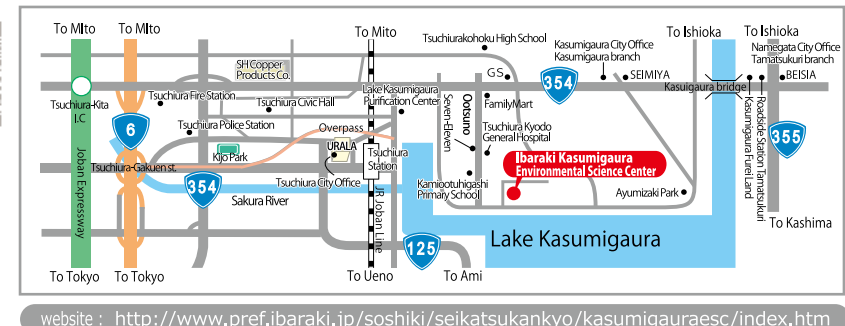 To MIto
To MIto
To Mito
To Ishioka
To Ishioka
Tsuchiurakohoku High School
Kasumigaura City Office
Kasumigaura branch
Namegata City Office
Tamatsukuri branch
SH Copper
Products Co.
GS
354
SEIMIYA
Kasuigaura bridge
BEISIA
Tsuchiura-Kita
I.C
Tsuchiura Fire Station
Tsuchiura Civic Hall
Lake Kasumigaura
Purification Center
Ootsuno
Seven-Eleven
FamilyMart
Kasumigaura Furei Land
Roadside Station Tamatsukuri
6
Tsuchiura Police Station
Overpass
Tsuchiura Kyodo
General Hospital
355
Joban Expressway
Kijo Park
URALA
Tsuchiura
Station
Ibaraki Kasumigaura
Environmental Science Center
Tsuchiura-Gakuen st.
354
Tsuchiura City Office
Kamiootuhigashi
Primary School
Ayumizaki Park
Sakura River
JR Joban Line
To Kashima
125
Lake Kasumigaura
To Tokyo
To Tokyo
To Ueno
To Ami
website : http://www.pref.ibaraki.jp/soshiki/seikatsukankyo/kasumigauraesc/index.htm